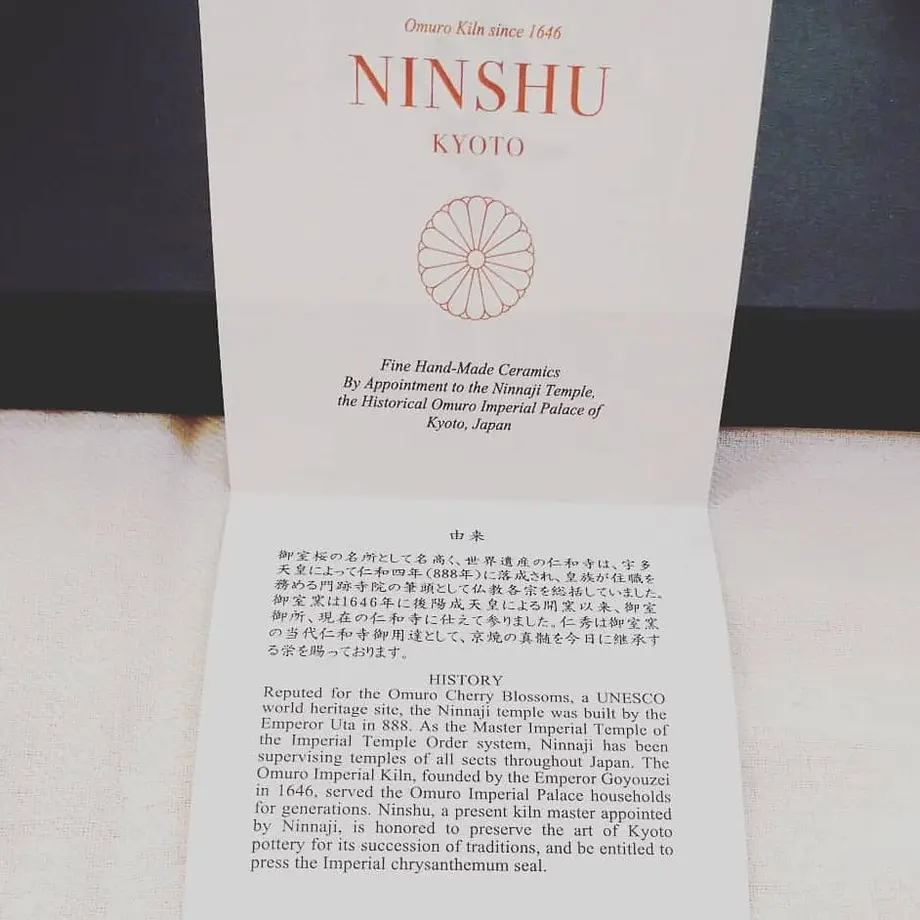 Omuro Kiln since 1646
NINSHU
KYOTO
Fine Hand-Made Ceramics
By Appointment to the Ninnaji Temple,
the Historical Omuro Imperial Palace of
Kyoto, Japan
由来
御室桜の名所として名高く、世界遺産の仁和寺は、宇多
天皇によって仁和四年(888年)に落成され、皇族が住職を
務める門跡寺院の筆頭として仏教各宗を総括していました。
御室窯は1646年に後陽成天皇による開窯以来、御室
御所、現在の仁和寺に仕えて参りました。仁秀は御室窯
の当代仁和寺御用達として、京焼の真髄を今日に継承す
る栄を賜っております。
HISTORY
Reputed for the Omuro Cherry Blossoms, a UNESCO
world heritage site, the Ninnaji temple was built by the
Emperor Uta in 888. As the Master Imperial Temple of
the Imperial Temple Order system, Ninnaji has been
supervising temples of all sects throughout Japan. The
Omuro Imperial Kiln, founded by the Emperor Goyouzei
in 1646, served the Omuro Imperial Palace households
for generations. Ninshu, a present kiln master appointed
by Ninnaji, is honored to preserve the art of Kyoto
pottery for its succession of traditions, and be entitled to
press the Imperial chrysanthemum seal.